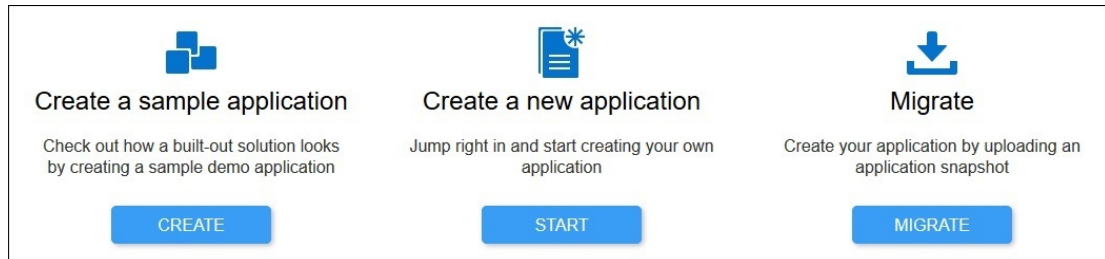 Create a sample application
Check out how a built-out solution looks
by creating a sample demo application
CREATE
Create a new application
Jump right in and start creating your own
application
START
Migrate
Create your application by uploading an
application snapshot
MIGRATE